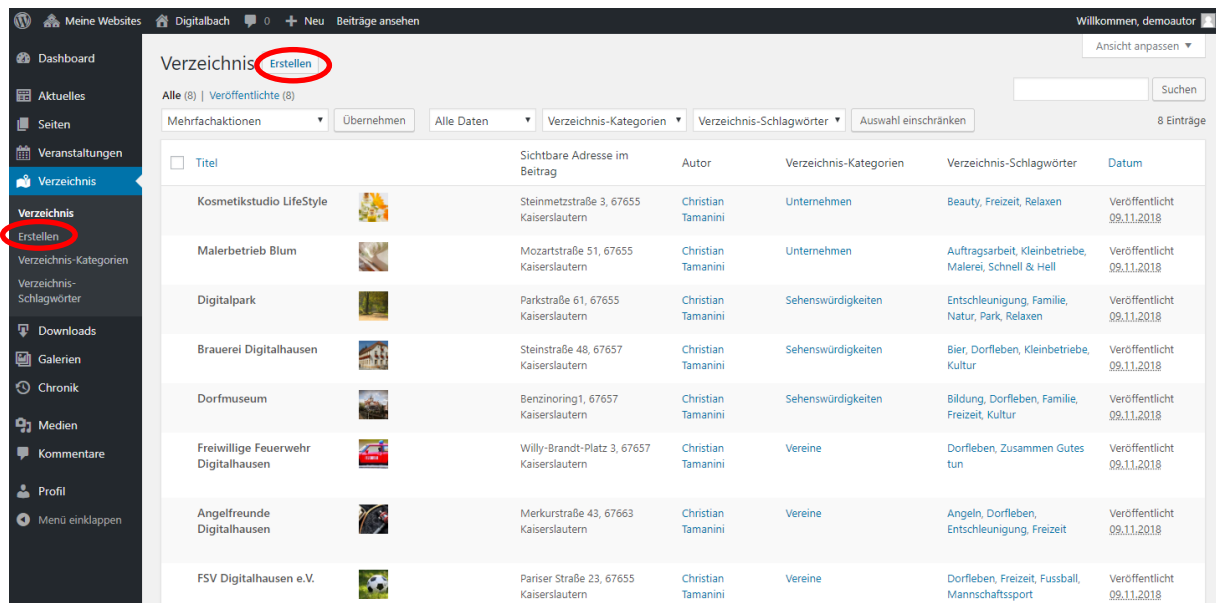 Meine Websites Digitalbach 0 Neu Beiträge ansehen Willkommen, demoautor
Ansicht anpassen
Dashboard
Aktuelles
Seiten
Veranstaltungen
Verzeichnis
Verzeichnis
Erstellen
Verzeichnis-Kategorien
Verzeichnis-
Schlagwörter
Downloads
Galerien
Chronik
Medien
Kommentare
Profil
Menü einklappen
Verzeichnis Erstellen
Alle (8) | Veröffentlichte (8)
Suchen
Mehrfachaktionen Übernehmen Alle Daten Verzeichnis-Kategorien Verzeichnis-Schlagwörter Auswahl einschränken 8 Einträge
Titel Sichtbare Adresse im Autor Verzeichnis-Kategorien Verzeichnis-Schlagwörter Datum
Beitrag
Kosmetikstudio LifeStyle Steinmetzstraße 3, 67655 Christian Unternehmen Beauty, Freizeit, Relaxen Veröffentlicht
Kaiserslautern Tamanini 09.11.2018
Malerbetrieb Blum Mozartstraße 51, 67655 Christian Unternehmen Auftragsarbeit, Kleinbetriebe, Veröffentlicht
Kaiserslautern Tamanini Malerei, Schnell & Hell 09.11.2018
Digitalpark Parkstraße 61, 67655 Christian Sehenswürdigkeiten Entschleunigung, Familie, Veröffentlicht
Kaiserslautern Tamanini Natur, Park, Relaxen 09.11.2018
Brauerei Digitalhausen Steinstraße 48, 67657 Christian Sehenswürdigkeiten Bier, Dorfleben, Kleinbetriebe, Veröffentlicht
Kaiserslautern Tamanini Kultur 09.11.2018
Dorfmuseum Benzinoring1, 67657 Christian Sehenswürdigkeiten Bildung, Dorfleben, Familie, Veröffentlicht
Kaiserslautern Tamanini Freizeit, Kultur 09.11.2018
Freiwillige Feuerwehr Willy-Brandt-Platz 3, 67657 Christian Vereine Dorfleben, Zusammen Gutes Veröffentlicht
Digitalhausen Kaiserslautern Tamanini tun 09.11.2018
Angelfreunde Merkurstraße 43, 67663 Christian Vereine Angeln, Dorfleben, Veröffentlicht
Digitalhausen Kaiserslautern Tamanini Entschleunigung, Freizeit 09.11.2018
FSV Digitalhausen e.V. Pariser Straße 23, 67655 Christian Vereine Dorfleben, Freizeit, Fussball, Veröffentlicht
Kaiserslautern Tamanini Mannschaftssport 09.11.2018